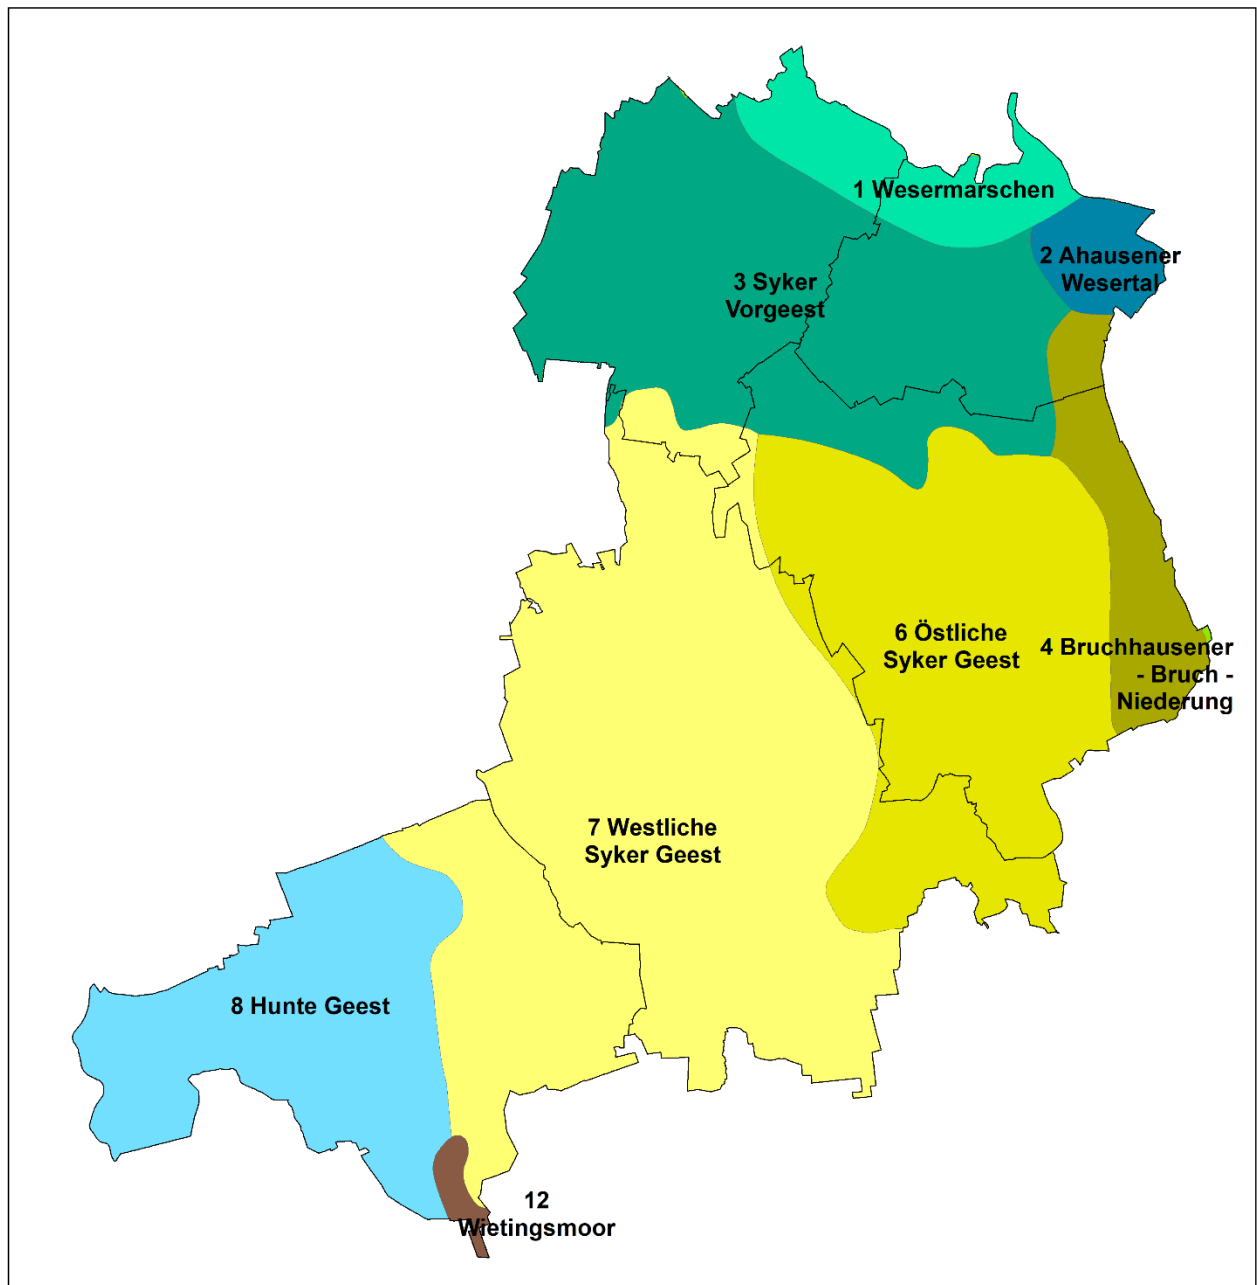 1 Wesermarschen
2 Ahausener
Wesertal
3 Syker
Vorgeest
6 Östliche
Syker Geest
4 Bruchhausener
- Bruch -
Niederung
7 Westliche
Syker Geest
8 Hunte Geest
12
Wietingsmoor